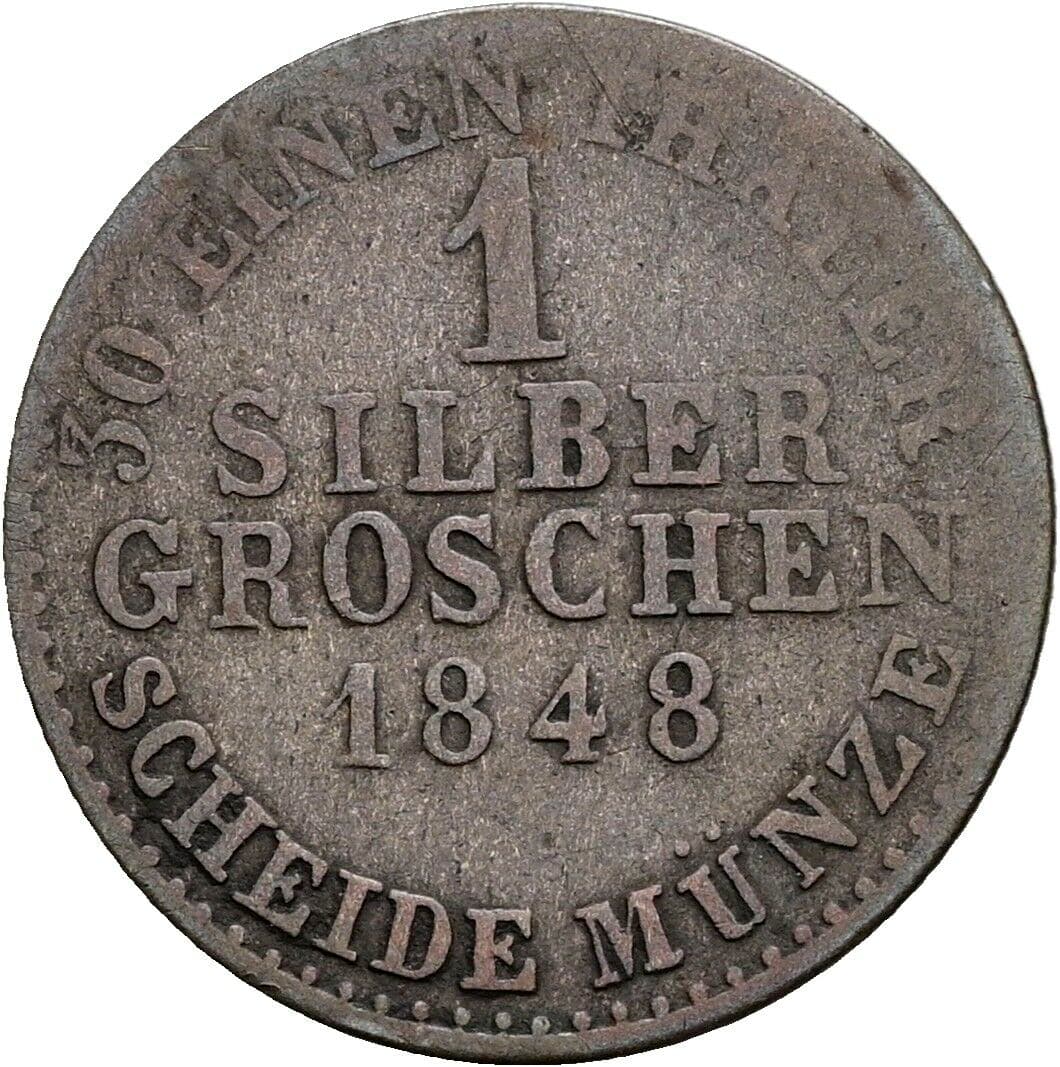 30 EINEN THALER
1
SILBER
GROSCHEN
1848
SCHEIDE MÜNZE